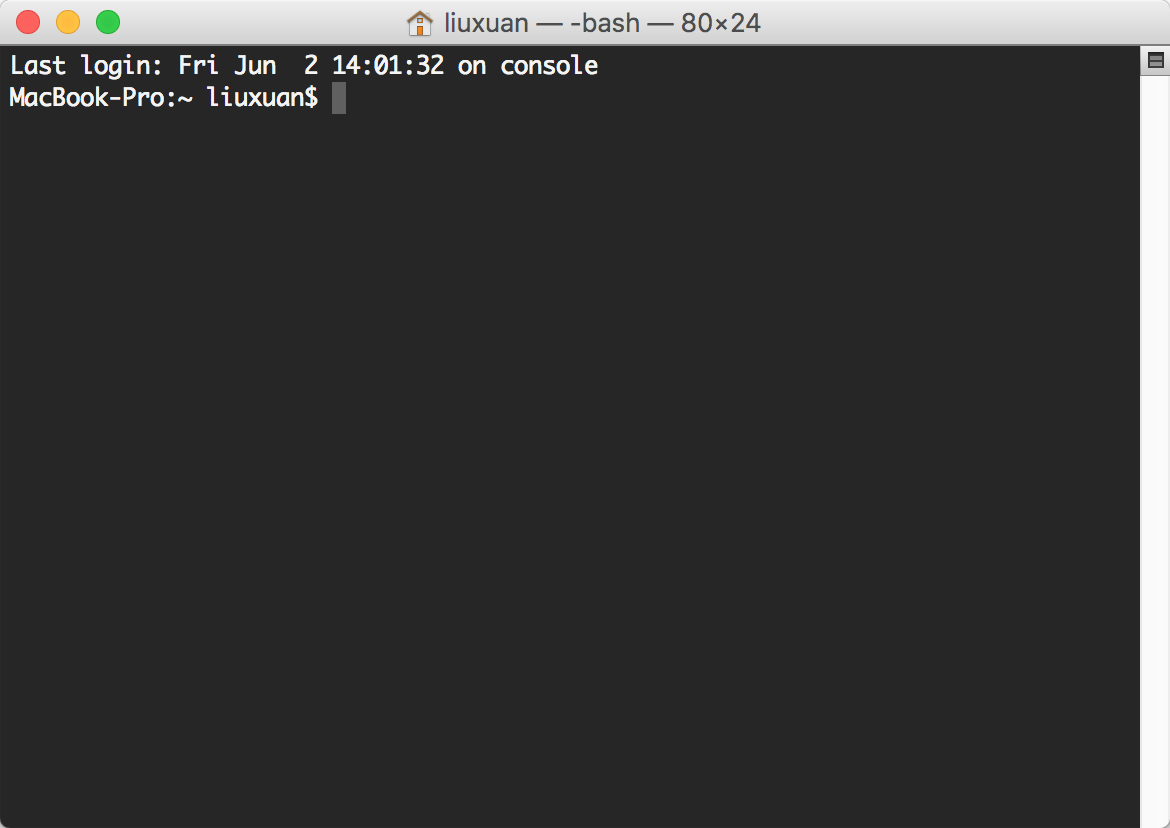 liuxuan — -bash — 80×24
Last login: Fri Jun  2 14:01:32 on console
MacBook-Pro:~ liuxuan$